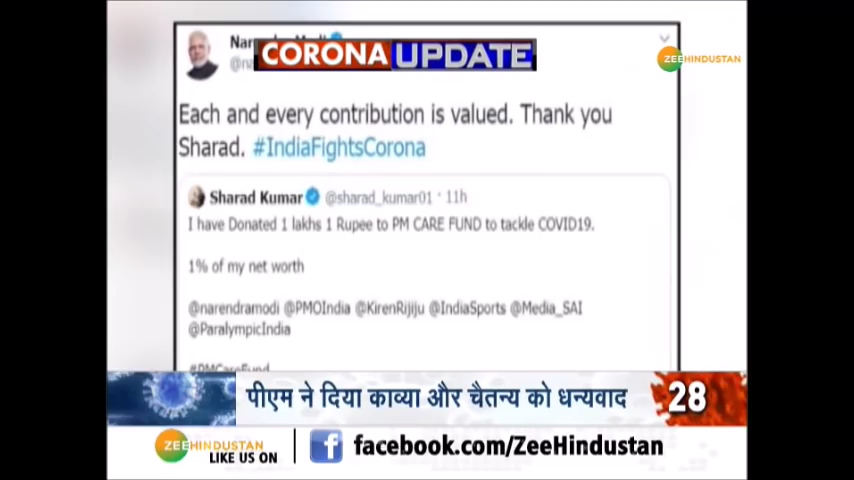 CORONA UPDATE
ZEEHINDUSTAN
Each and every contribution is valued. Thank you
Sharad. #IndiaFightsCorona
Sharad Kumar @sharad_kumar01 · 11h
I have Donated 1 lakhs 1 Rupee to PM CARE FUND to tackle COVID19.
1% of my net worth
@narendramodi @PMOIndia @KirenRijiju @IndiaSports @Media_SAI
@ParalympicIndia
#PMCareFund
पीएम ने दिया काव्या और चैतन्य को धन्यवाद
28
ZEEHINDUSTAN
LIKE US ON
facebook.com/ZeeHindustan